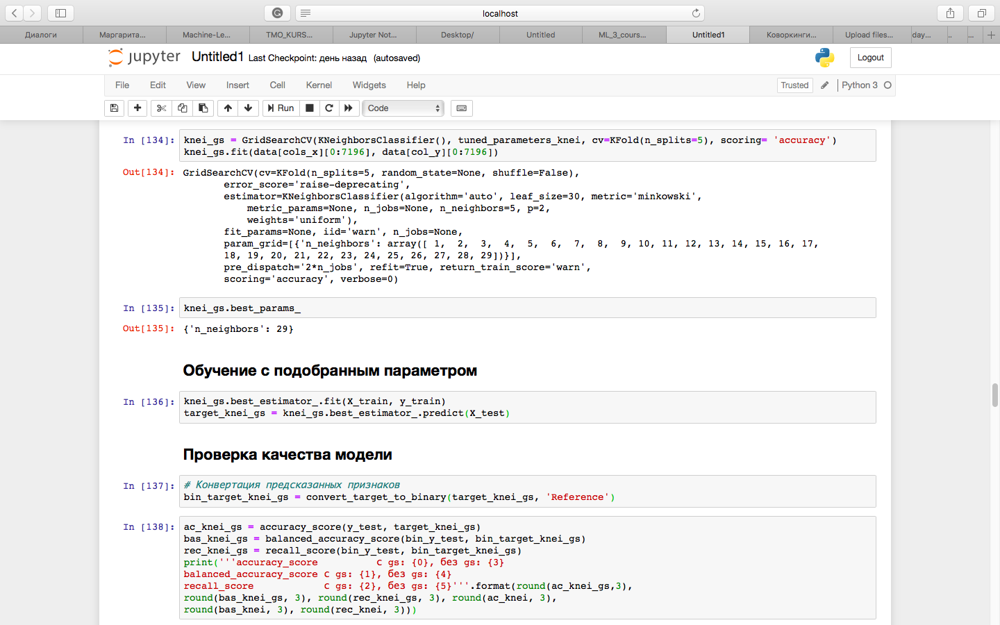 localhost
Диалоги
Маргарита...
Machine-Le...
TMO_KURS...
Jupyter Not...
Desktop/
Untitled
ML_3_cours...
Untitled1
Коворкинги...
Upload files...
day...
..
...
jupyter Untitled1 Last Checkpoint: день назад (autosaved)
Logout
File Edit View Insert Cell Kernel Widgets Help
Trusted
Python 3
Run
Code
In [134]: knei_gs = GridSearchCV(KNeighborsClassifier(), tuned_parameters_knei, cv=KFold(n_splits=5), scoring= 'accuracy')
knei_gs.fit(data[cols_x][0:7196], data[col_y][0:7196])
Out[134]: GridSearchCV(cv=KFold(n_splits=5, random_state=None, shuffle=False),
error_score='raise-deprecating',
estimator=KNeighborsClassifier(algorithm='auto', leaf_size=30, metric='minkowski',
metric_params=None, n_jobs=None, n_neighbors=5, p=2,
weights='uniform'),
fit_params=None, iid='warn', n_jobs=None,
param_grid=[{'n_neighbors': array([ 1, 2, 3, 4, 5, 6, 7, 8, 9, 10, 11, 12, 13, 14, 15, 16, 17,
18, 19, 20, 21, 22, 23, 24, 25, 26, 27, 28, 29])}],
pre_dispatch='2*n_jobs', refit=True, return_train_score='warn',
scoring='accuracy', verbose=0)
In [135]: knei_gs.best_params_
Out[135]: {'n_neighbors': 29}
Обучение с подобранным параметром
In [136]: knei_gs.best_estimator_.fit(X_train, y_train)
target_knei_gs = knei_gs.best_estimator_.predict(X_test)
Проверка качества модели
In [137]: # Конвертация предсказанных признаков
bin_target_knei_gs = convert_target_to_binary(target_knei_gs, 'Reference')
In [138]: ac_knei_gs = accuracy_score(y_test, target_knei_gs)
bas_knei_gs = balanced_accuracy_score(bin_y_test, bin_target_knei_gs)
rec_knei_gs = recall_score(bin_y_test, bin_target_knei_gs)
print('''accuracy_score с gs: {0}, без gs: {3}
balanced_accuracy_score с gs: {1}, без gs: {4}
recall_score с gs: {2}, без gs: {5}'''.format(round(ac_knei_gs,3),
round(bas_knei_gs, 3), round(rec_knei_gs, 3), round(ac_knei, 3),
round(bas_knei, 3), round(rec_knei, 3)))